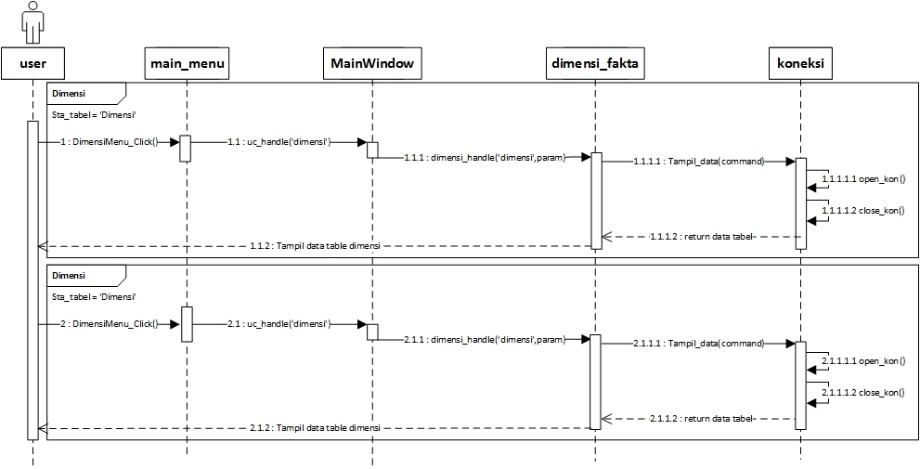 user
main_menu
MainWindow
dimensi_fakta
koneksi
Dimensi
Sta_tabel = 'Dimensi'
1 : DimensiMenu_Click()
1.1 : uc_handle('dimensi')
1.1.1 : dimensi_handle('dimensi',param)
1.1.1.1 : Tampil_data(command)
1.1.1.1.1 open_kon()
1.1.1.1.2 close_kon()
1.1.1.2 : return data tabel
1.1.2 : Tampil data table dimensi
Dimensi
Sta_tabel = 'Dimensi'
2 : DimensiMenu_Click()
2.1 : uc_handle('dimensi')
2.1.1 : dimensi_handle('dimensi',param)
2.1.1.1 : Tampil_data(command)
2.1.1.1.1 open_kon()
2.1.1.1.2 close_kon()
2.1.1.2 : return data tabel
2.1.2 : Tampil data table dimensi